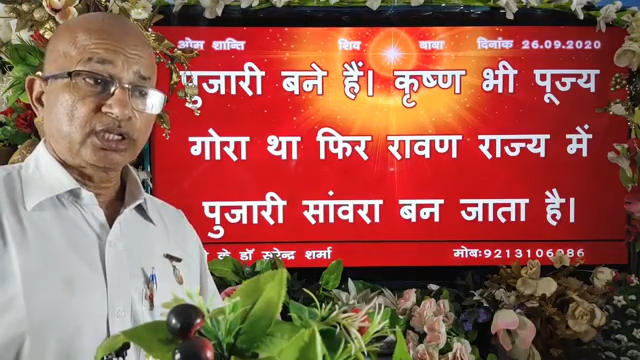 ओम शान्ति शिव बाबा दिनांक 26.09.2020
पुजारी बने हैं। कृष्ण भी पूज्य
गोरा था फिर रावण राज्य में
पुजारी सांवरा बन जाता है।
के डॉ सुरेन्द्र शर्मा मोबः9213106086